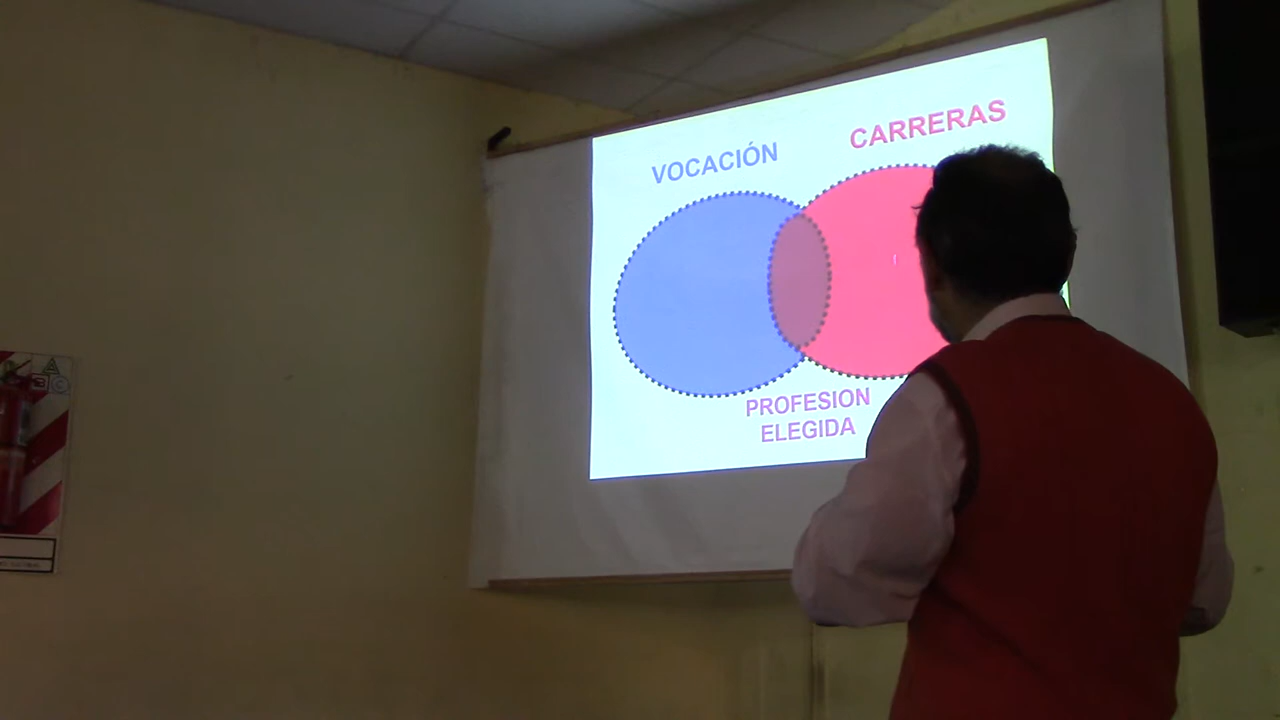 VOCACIÓN
CARRERAS
PROFESION
ELEGIDA
A
B C